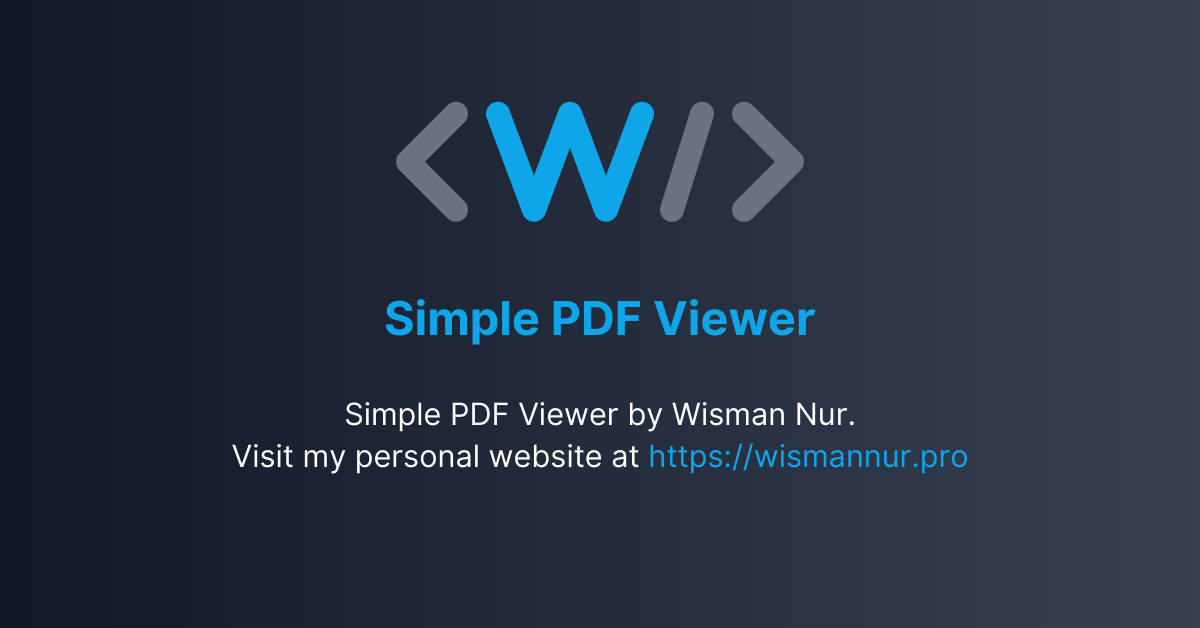 <W/>
Simple PDF Viewer
Simple PDF Viewer by Wisman Nur.
Visit my personal website at https://wismannur.pro